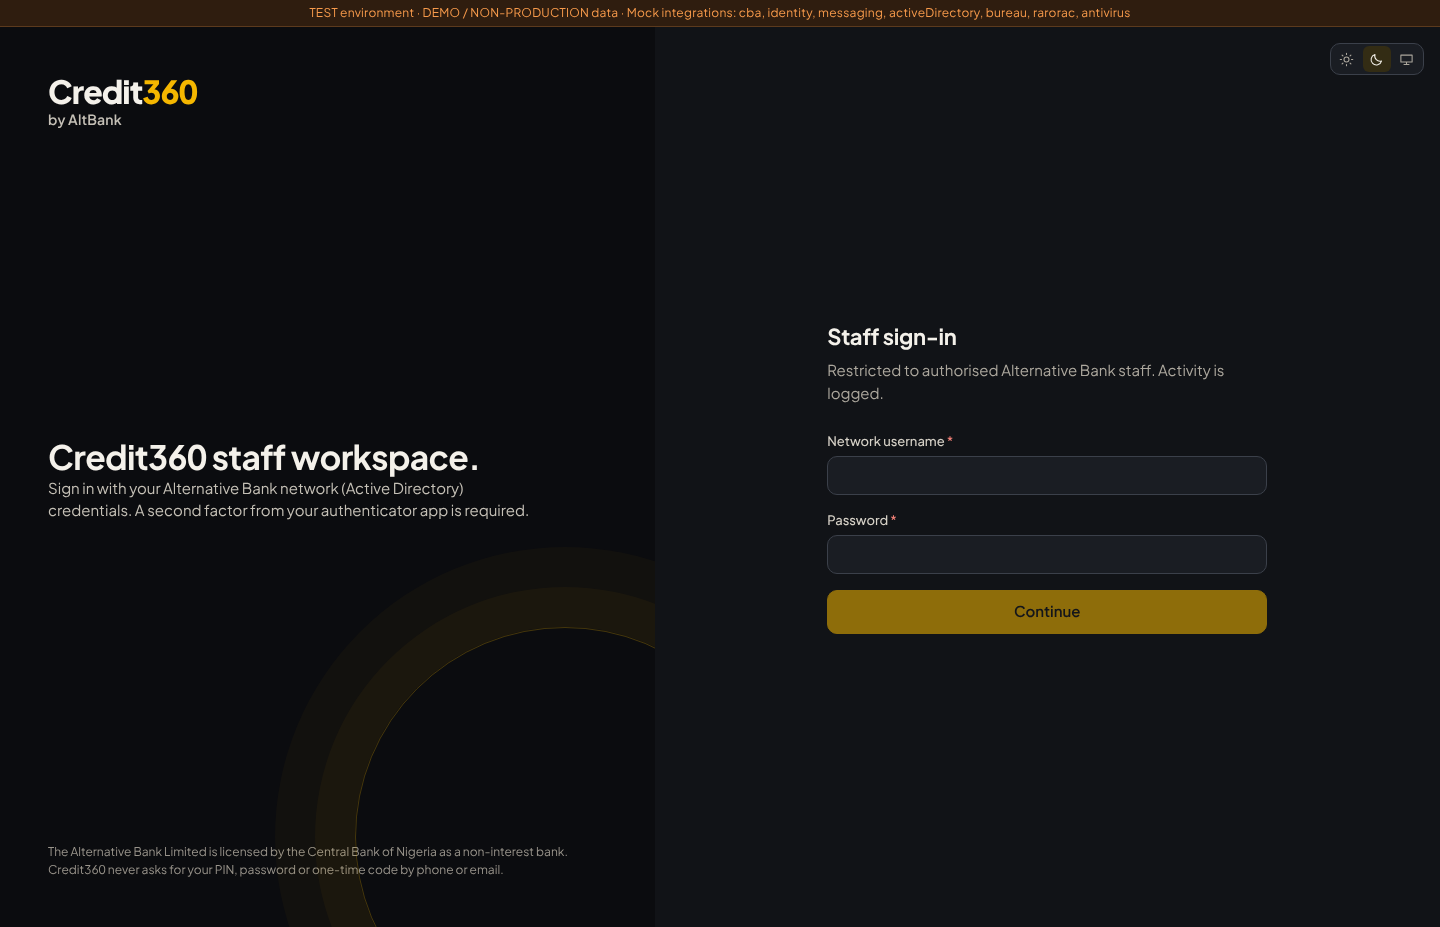 TEST environment · DEMO / NON-PRODUCTION data · Mock integrations: cba, identity, messaging, activeDirectory, bureau, rarorac, antivirus
Credit360
by AltBank
Credit360 staff workspace.
Sign in with your Alternative Bank network (Active Directory)
credentials. A second factor from your authenticator app is required.
The Alternative Bank Limited is licensed by the Central Bank of Nigeria as a non-interest bank.
Credit360 never asks for your PIN, password or one-time code by phone or email.
Staff sign-in
Restricted to authorised Alternative Bank staff. Activity is
logged.
Network username *
Password *
Continue